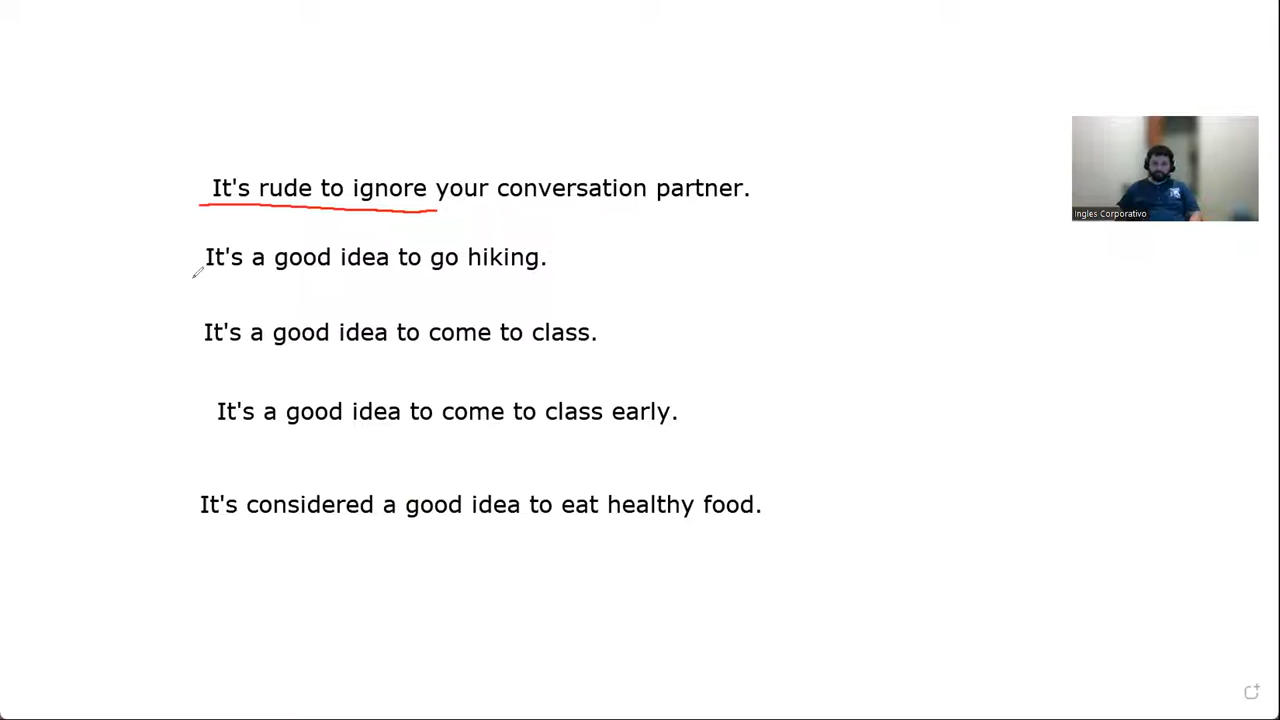 It's rude to ignore your conversation partner.
Ingles Corporativo
It's a good idea to go hiking.
It's a good idea to come to class.
It's a good idea to come to class early.
It's considered a good idea to eat healthy food.